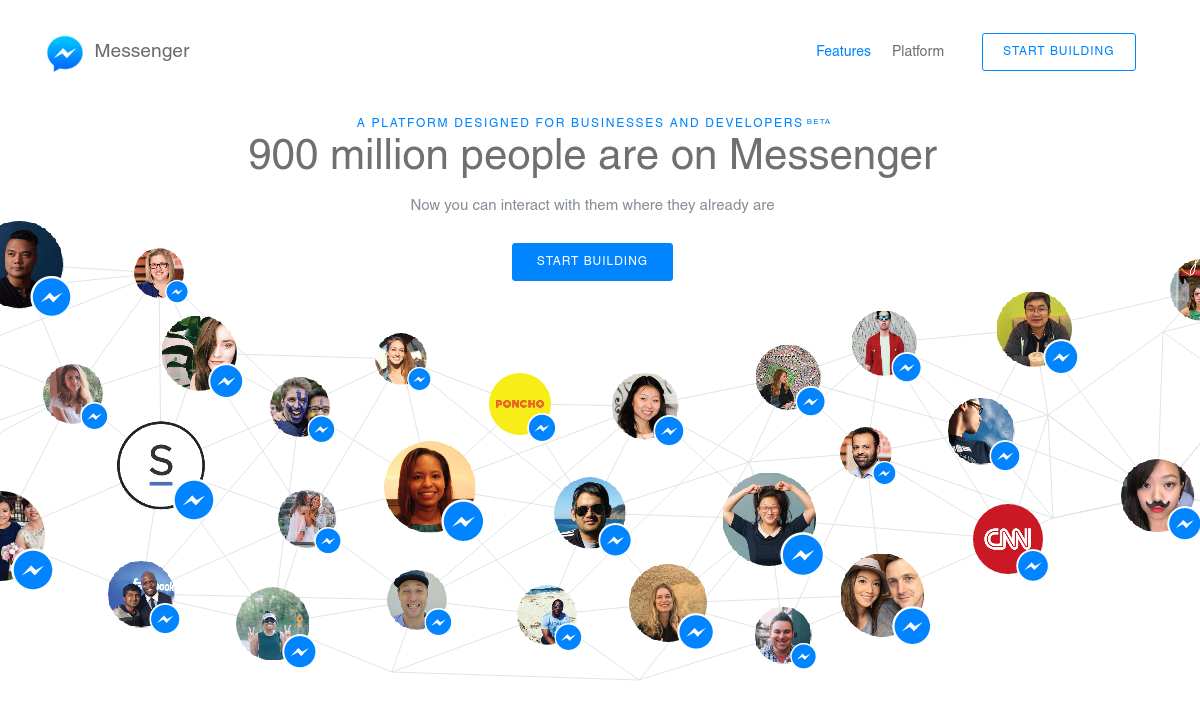 Messenger
Features
Platform
START BUILDING
A PLATFORM DESIGNED FOR BUSINESSES AND DEVELOPERS BETA
900 million people are on Messenger
Now you can interact with them where they already are
START BUILDING
PONCHO
S
CNN